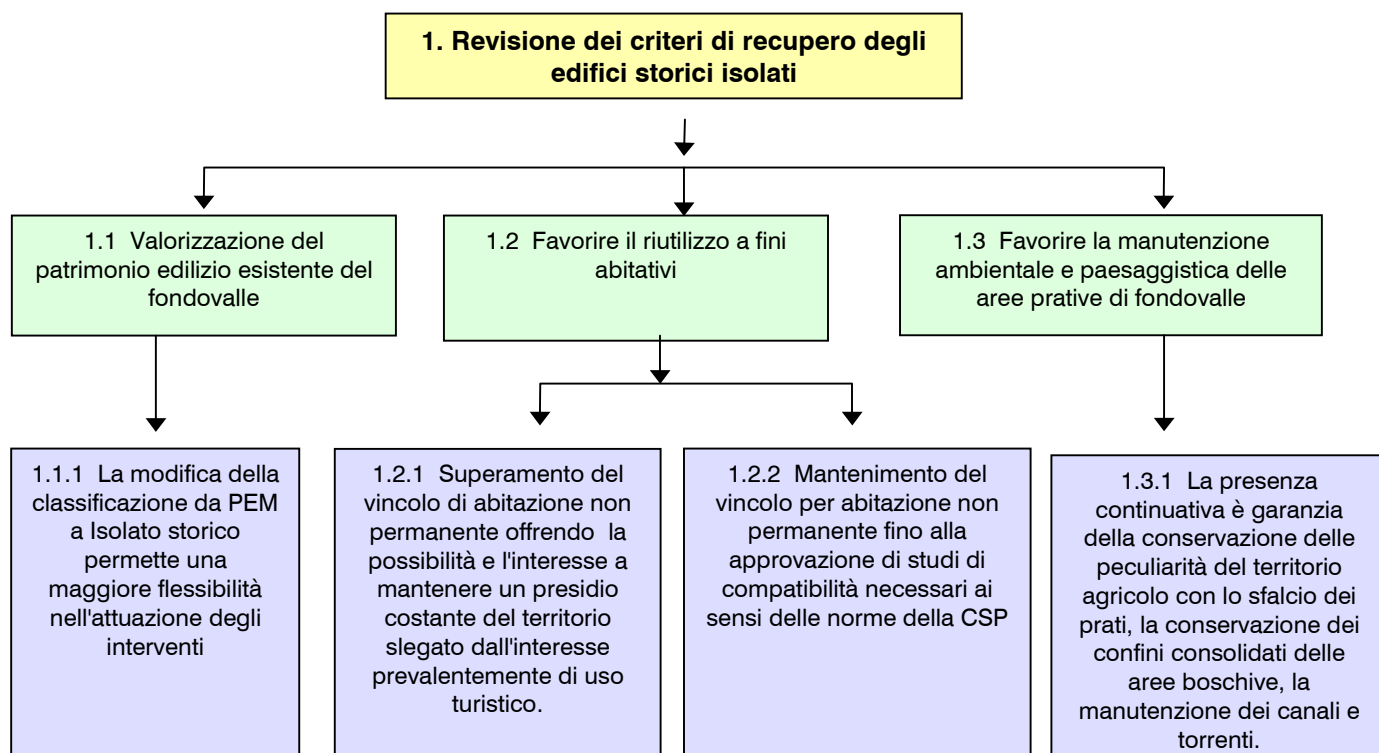 1. Revisione dei criteri di recupero degli
edifici storici isolati
1.1 Valorizzazione del
patrimonio edilizio esistente del
fondovalle
1.2 Favorire il riutilizzo a fini
abitativi
1.3 Favorire la manutenzione
ambientale e paesaggistica delle
aree prative di fondovalle
1.1.1 La modifica della
classificazione da PEM
a Isolato storico
permette una
maggiore flessibilità
nell'attuazione degli
interventi
1.2.1 Superamento del
vincolo di abitazione non
permanente offrendo la
possibilità e l'interesse a
mantenere un presidio
costante del territorio
slegato dall'interesse
prevalentemente di uso
turistico.
1.2.2 Mantenimento del
vincolo per abitazione non
permanente fino alla
approvazione di studi di
compatibilità necessari ai
sensi delle norme della CSP
1.3.1 La presenza
continuativa è garanzia
della conservazione delle
peculiarità del territorio
agricolo con lo sfalcio dei
prati, la conservazione dei
confini consolidati delle
aree boschive, la
manutenzione dei canali e
torrenti.